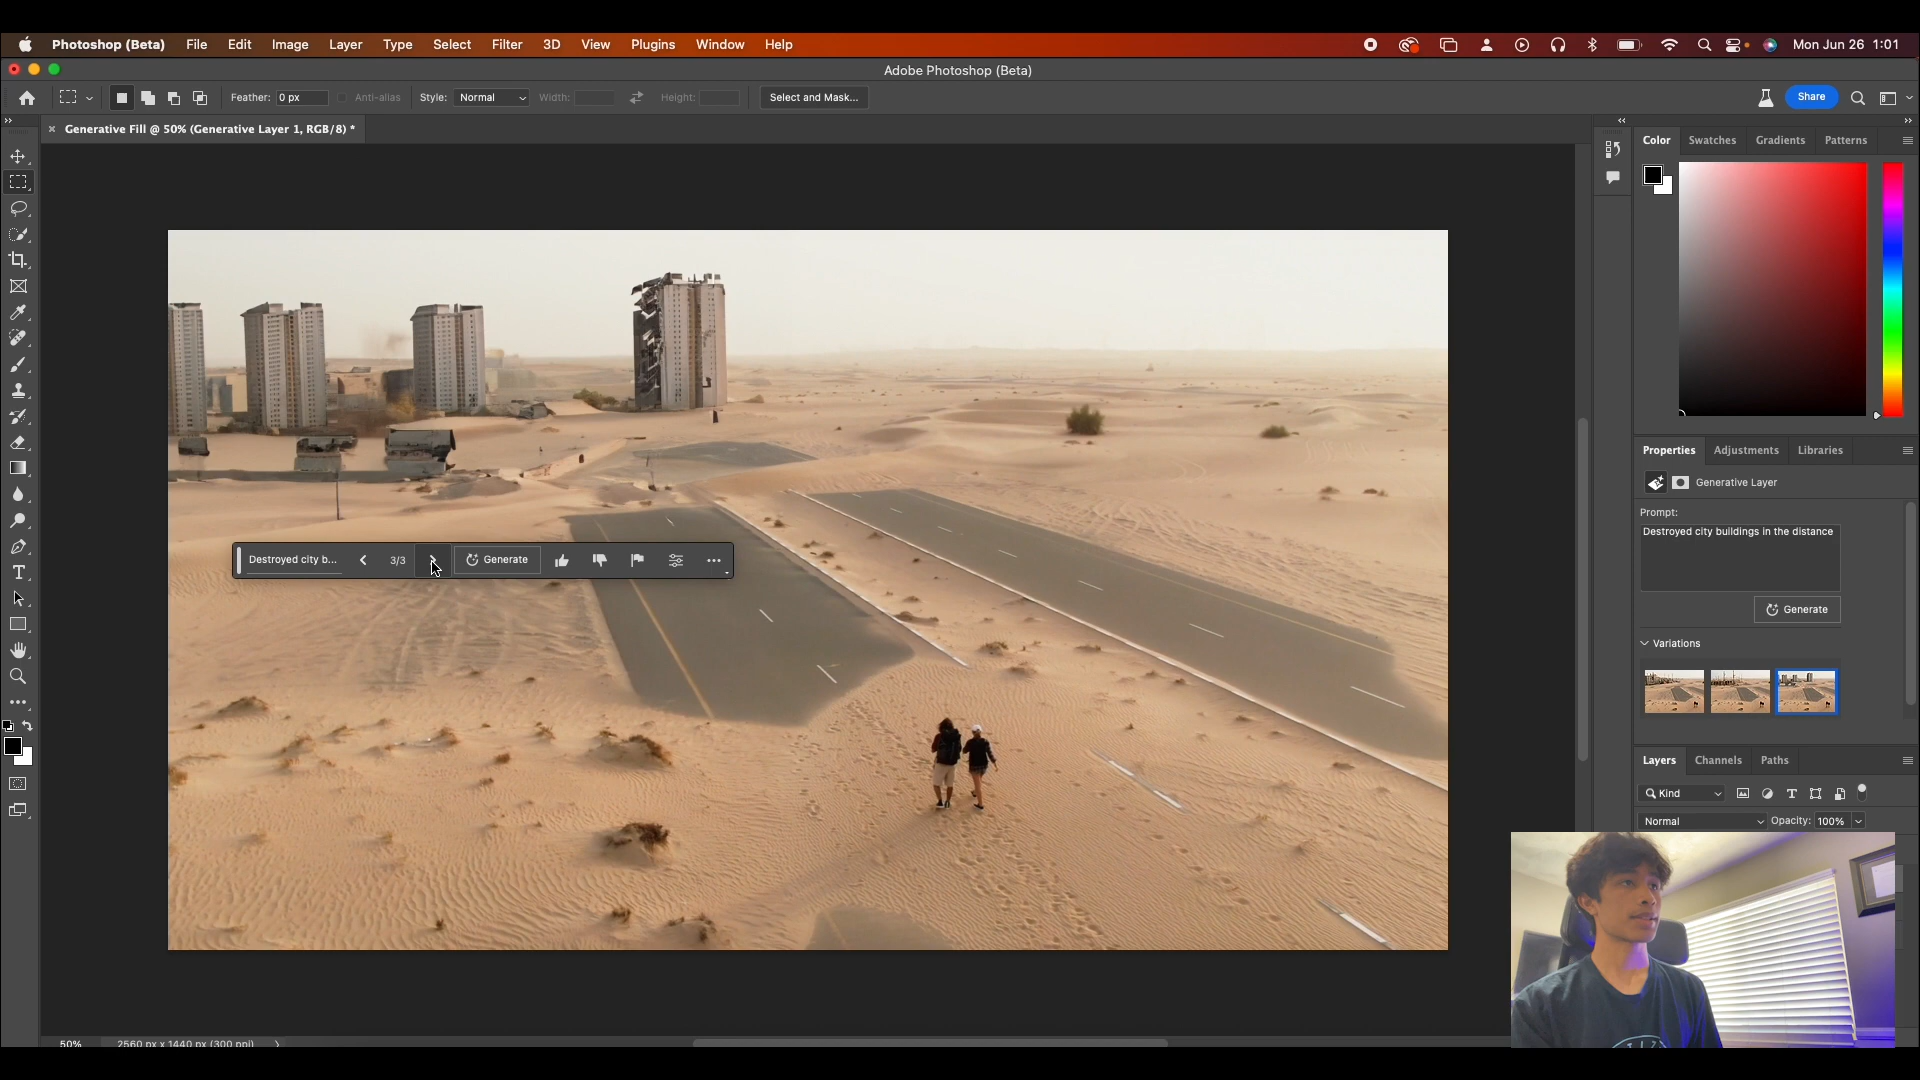 Photoshop (Beta) File Edit Image Layer Type Select Filter 3D View Plugins Window Help Mon Jun 26 1:01
Adobe Photoshop (Beta)
Feather: 0 px Anti-alias Style: Normal Width: Height: Select and Mask... Share
Generative Fill @ 50% (Generative Layer 1, RGB/8) *
Color Swatches Gradients Patterns
Properties Adjustments Libraries
Generative Layer
Prompt:
Destroyed city buildings in the distance
Destroyed city b... 3/3 Generate
Generate
Variations
Layers Channels Paths
Kind
Normal Opacity: 100%
50% 2560 px x 1440 px (300 ppi)